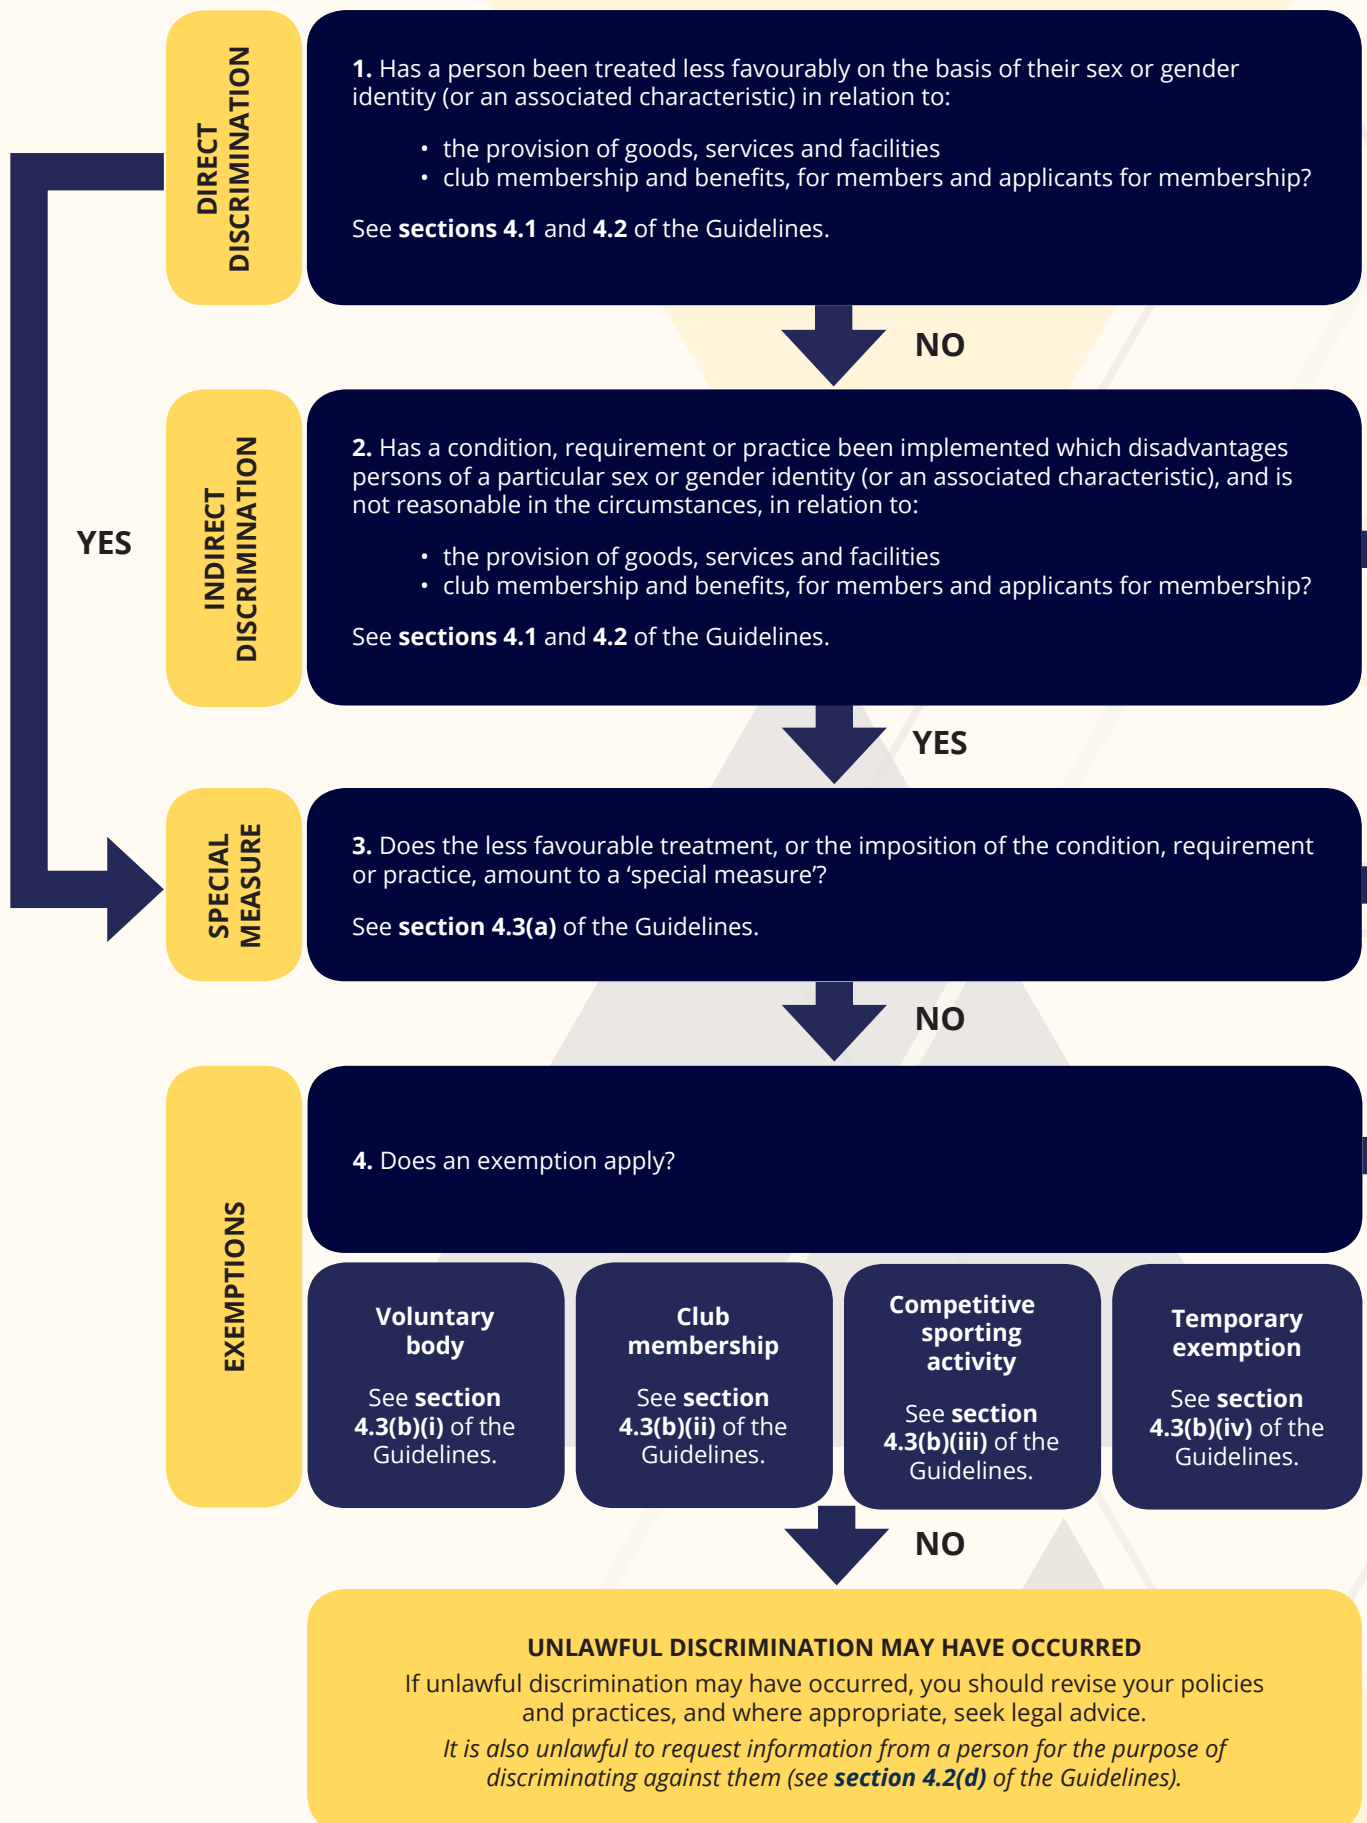 DIRECT
DISCRIMINATION
1. Has a person been treated less favourably on the basis of their sex or gender
identity (or an associated characteristic) in relation to:
• the provision of goods, services and facilities
• club membership and benefits, for members and applicants for membership?
See sections 4.1 and 4.2 of the Guidelines.
NO
YES
INDIRECT
DISCRIMINATION
2. Has a condition, requirement or practice been implemented which disadvantages
persons of a particular sex or gender identity (or an associated characteristic), and is
not reasonable in the circumstances, in relation to:
• the provision of goods, services and facilities
• club membership and benefits, for members and applicants for membership?
See sections 4.1 and 4.2 of the Guidelines.
YES
SPECIAL
MEASURE
3. Does the less favourable treatment, or the imposition of the condition, requirement
or practice, amount to a ‘special measure’?
See section 4.3(a) of the Guidelines.
NO
EXEMPTIONS
4. Does an exemption apply?
Voluntary
body
See section
4.3(b)(i) of the
Guidelines.
Club
membership
See section
4.3(b)(ii) of the
Guidelines.
Competitive
sporting
activity
See section
4.3(b)(iii) of the
Guidelines.
Temporary
exemption
See section
4.3(b)(iv) of the
Guidelines.
NO
UNLAWFUL DISCRIMINATION MAY HAVE OCCURRED
If unlawful discrimination may have occurred, you should revise your policies
and practices, and where appropriate, seek legal advice.
It is also unlawful to request information from a person for the purpose of
discriminating against them (see section 4.2(d) of the Guidelines).